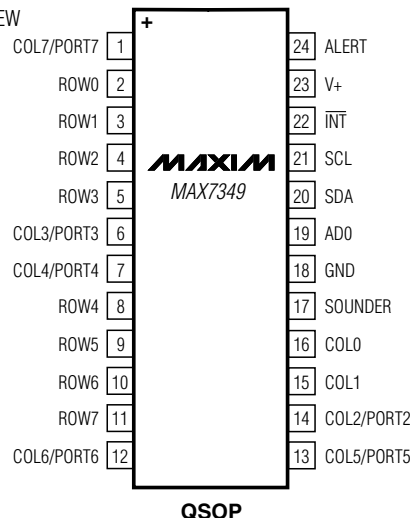 EW
+
COL7/PORT7 1 24 ALERT
ROW0 2 23 V+
ROW1 3 22 INT
ROW2 4 MAXIM 21 SCL
ROW3 5 MAX7349 20 SDA
COL3/PORT3 6 19 AD0
COL4/PORT4 7 18 GND
ROW4 8 17 SOUNDER
ROW5 9 16 COL0
ROW6 10 15 COL1
ROW7 11 14 COL2/PORT2
COL6/PORT6 12 13 COL5/PORT5
QSOP